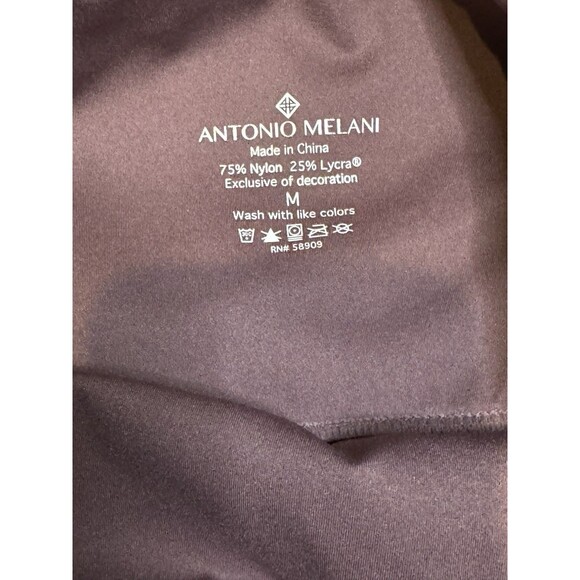 ANTONIO MELANI
Made in China
75% Nylon 25% Lycra®
Exclusive of decoration
M
Wash with like colors
RN# 58909